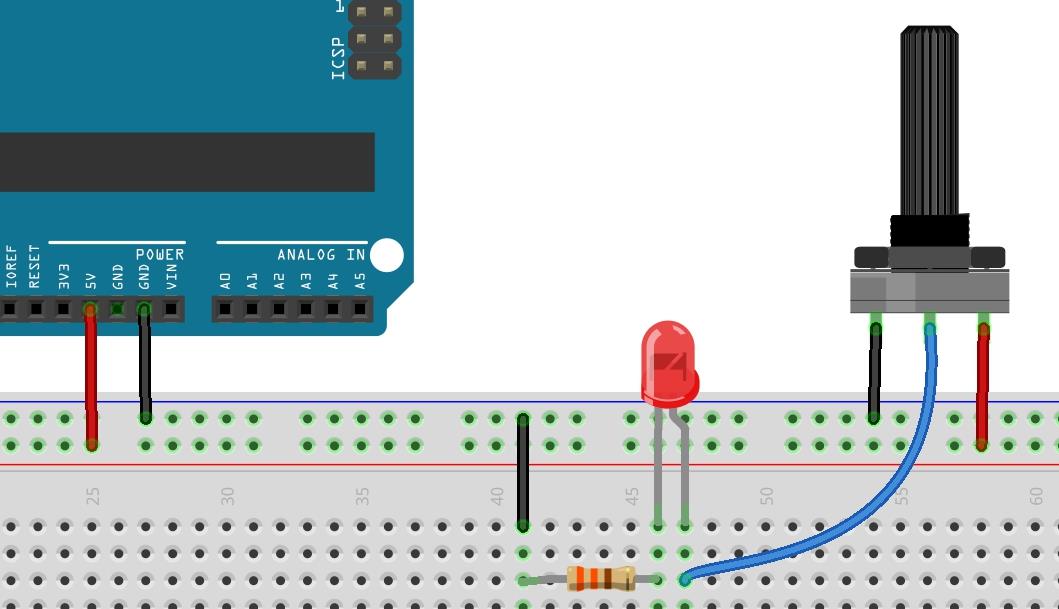 ICSP
IOREF
RESET
3V3
5V
GND
GND
VIN
POWER
ANALOG IN
A0
A1
A2
A3
A4
A5
25
30
35
40
45
50
55
60